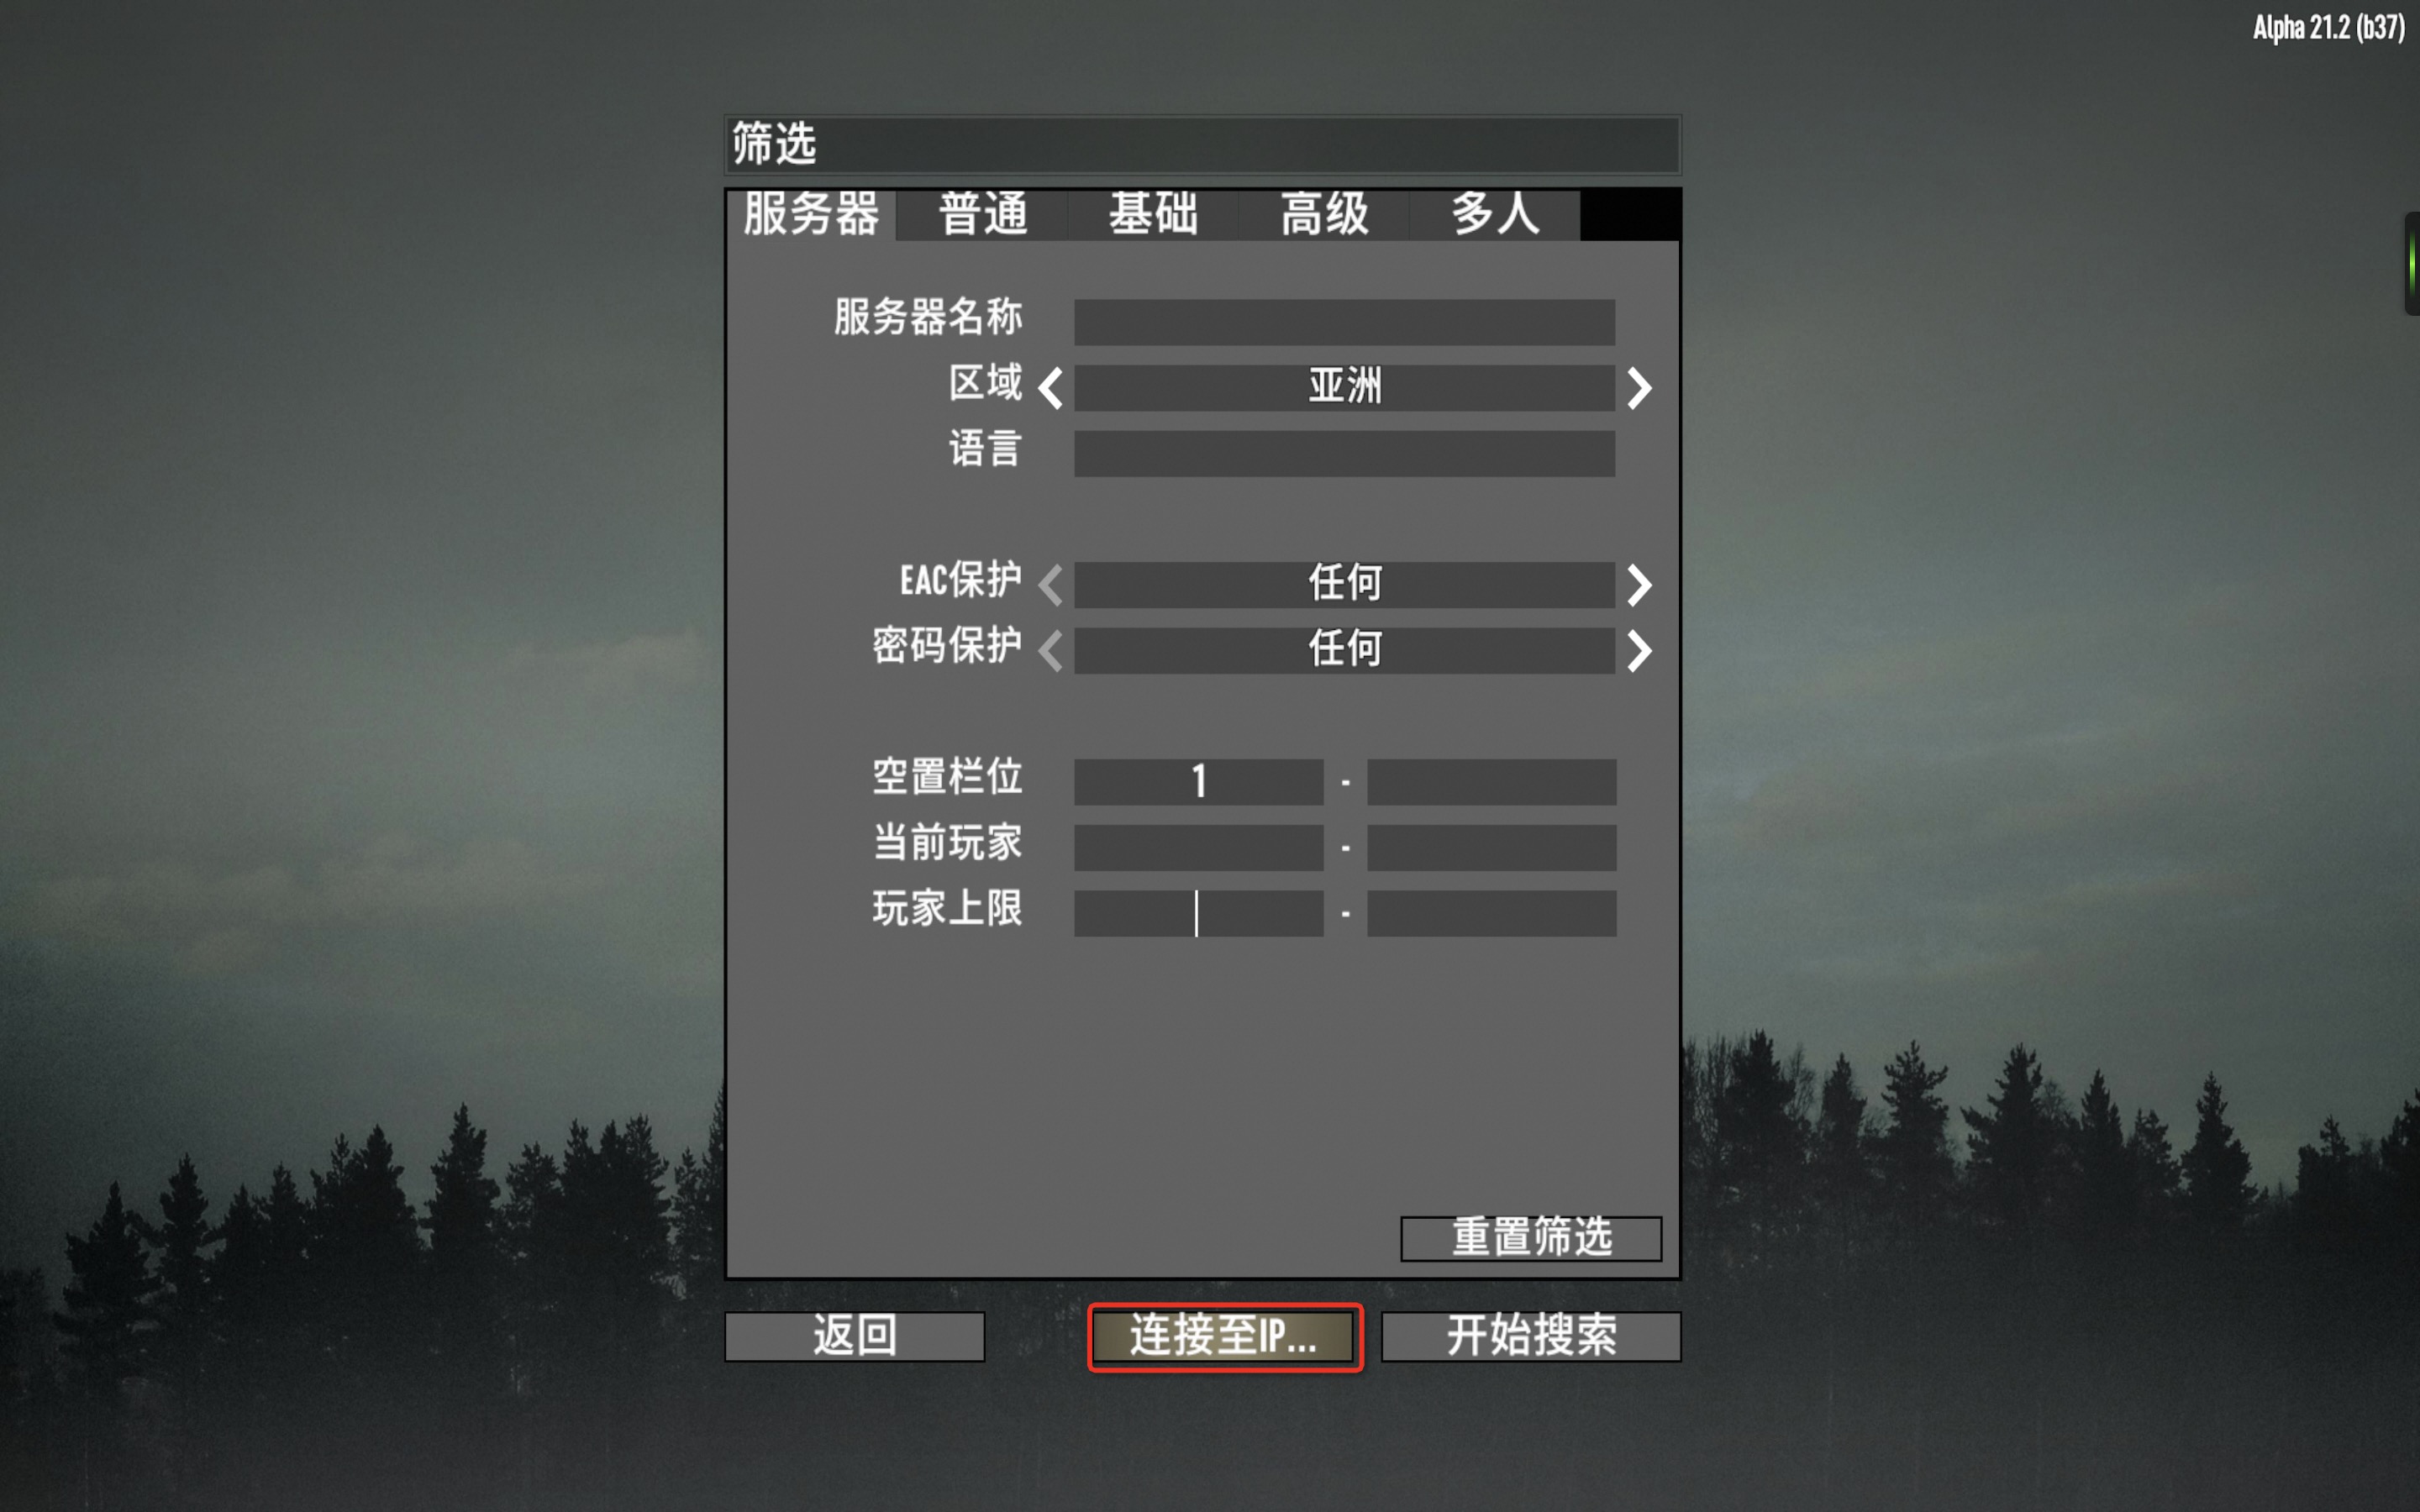 Alpha 21.2 (b37)
筛选
服务器 普通 基础 高级 多人
服务器名称
区域 亚洲
语言
EAC保护 任何
密码保护 任何
空置栏位 1 -
当前玩家 -
玩家上限 -
重置筛选
返回 连接至IP... 开始搜索